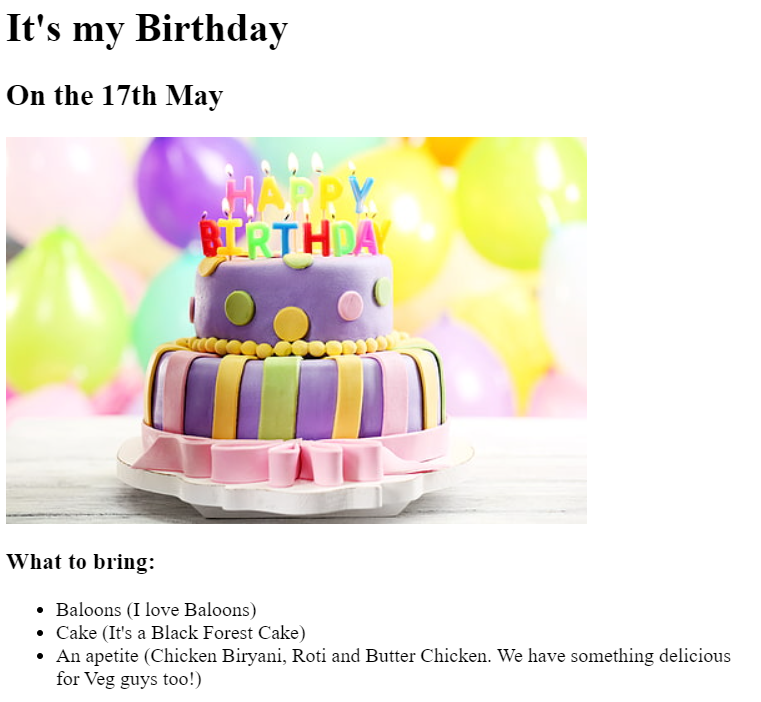 It's my Birthday
On the 17th May
HAPPY
BIRTHDAY
What to bring:
Baloons (I love Baloons)
Cake (It's a Black Forest Cake)
An apetite (Chicken Biryani, Roti and Butter Chicken. We have something delicious
for Veg guys too!)